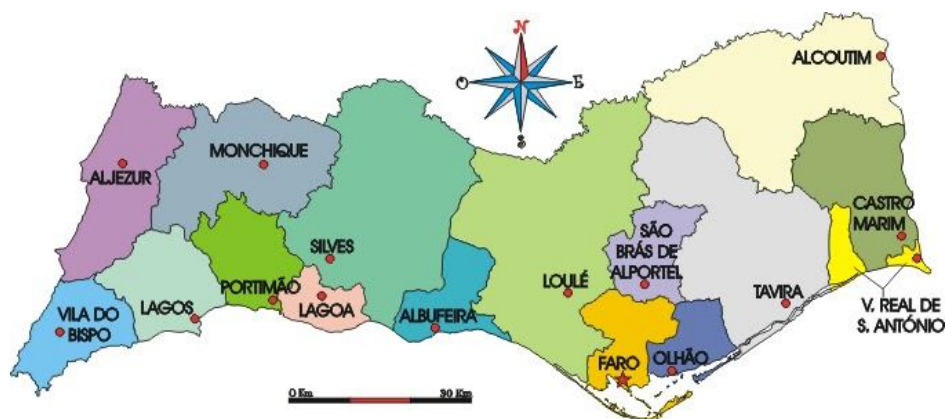 N
O
E
S
ALCOUTIM
MONCHIQUE
ALJEZUR
CASTRO
MARIM
SÃO
BRÁS DE
ALPORTEL
SILVES
LOULÉ
PORTIMÃO
TAVIRA
LAGOS
LAGOA
VILA DO
BISPO
ALBUFEIRA
V. REAL DE
S. ANTÓNIO
FARO
OLHÃO
0 Km
30 Km